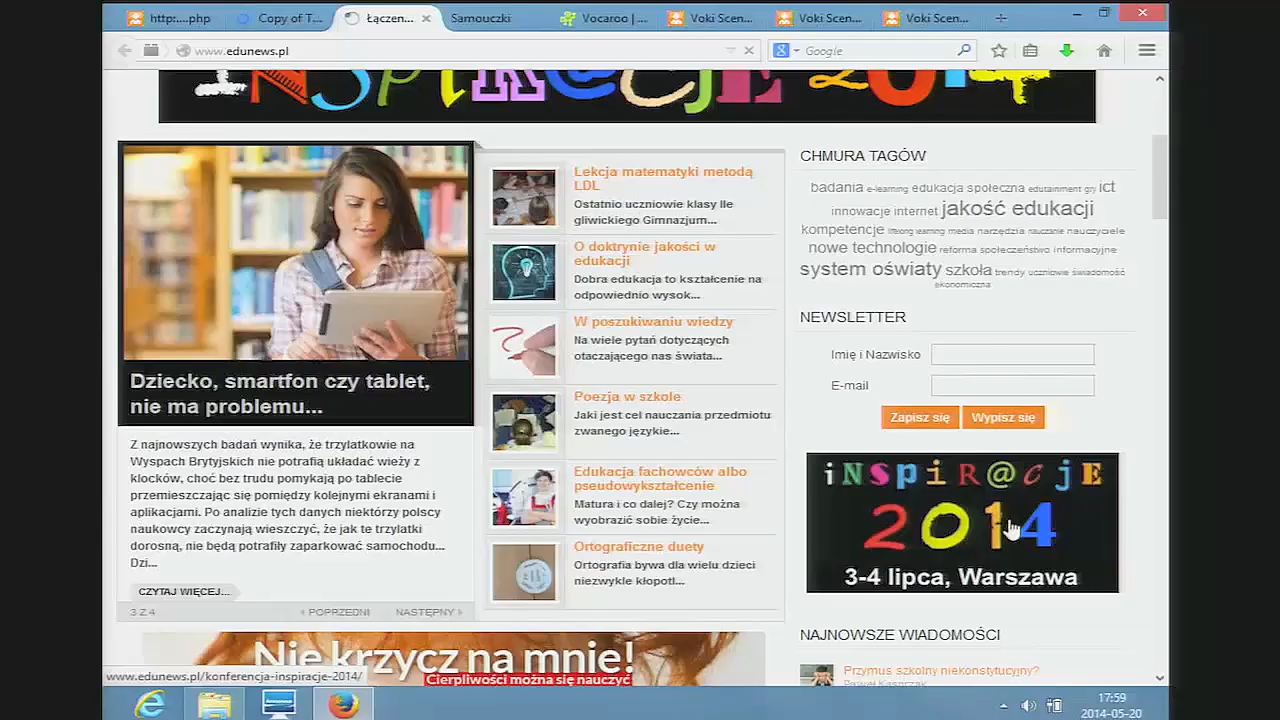 http:....php
Copy of T...
Łączen...
Samouczki
Vocaroo | ...
Voki Scen...
Voki Scen...
Voki Scen...
www.edunews.pl
Google
INSPIR@CJE 2014
Dziecko, smartfon czy tablet,
nie ma problemu...
Z najnowszych badań wynika, że trzylatkowie na
Wyspach Brytyjskich nie potrafią układać wieży z
klocków, choć bez trudu pomykają po tablecie
przemieszczając się pomiędzy kolejnymi ekranami i
aplikacjami. Po analizie tych danych niektórzy polscy
naukowcy zaczynają wieszczyć, że jak te trzylatki
dorosną, nie będą potrafiły zaparkować samochodu...
Dzi...
CZYTAJ WIĘCEJ...
3 Z 4
POPRZEDNI
NASTĘPNY
Lekcja matematyki metodą
LDL
Ostatnio uczniowie klasy IIe
gliwickiego Gimnazjum...
O doktrynie jakości w
edukacji
Dobra edukacja to kształcenie na
odpowiednio wysok...
W poszukiwaniu wiedzy
Na wiele pytań dotyczących
otaczającego nas świata...
Poezja w szkole
Jaki jest cel nauczania przedmiotu
zwanego językie...
Edukacja fachowców albo
pseudowykształcenie
Matura i co dalej? Czy można
wyobrazić sobie życie...
Ortograficzne duety
Ortografia bywa dla wielu dzieci
niezwykle kłopotl...
CHMURA TAGÓW
badania e-learning edukacja społeczna edutainment gry ict
innowacje internet jakość edukacji
kompetencje lifelong learning media narzędzia nauczanie nauczyciele
nowe technologie reforma społeczeństwo informacyjne
system oświaty szkoła trendy uczniowie świadomość
ekonomiczna
NEWSLETTER
Imię i Nazwisko
E-mail
Zapisz się Wypisz się
iNSpiR@cjE
2014
3-4 lipca, Warszawa
NAJNOWSZE WIADOMOŚCI
Przymus szkolny niekonstytucyjny?
Paweł Kasprzak
Nie krzycz na mnie!
Cierpliwości można się nauczyć
www.edunews.pl/konferencja-inspiracje-2014/
17:59
2014-05-20